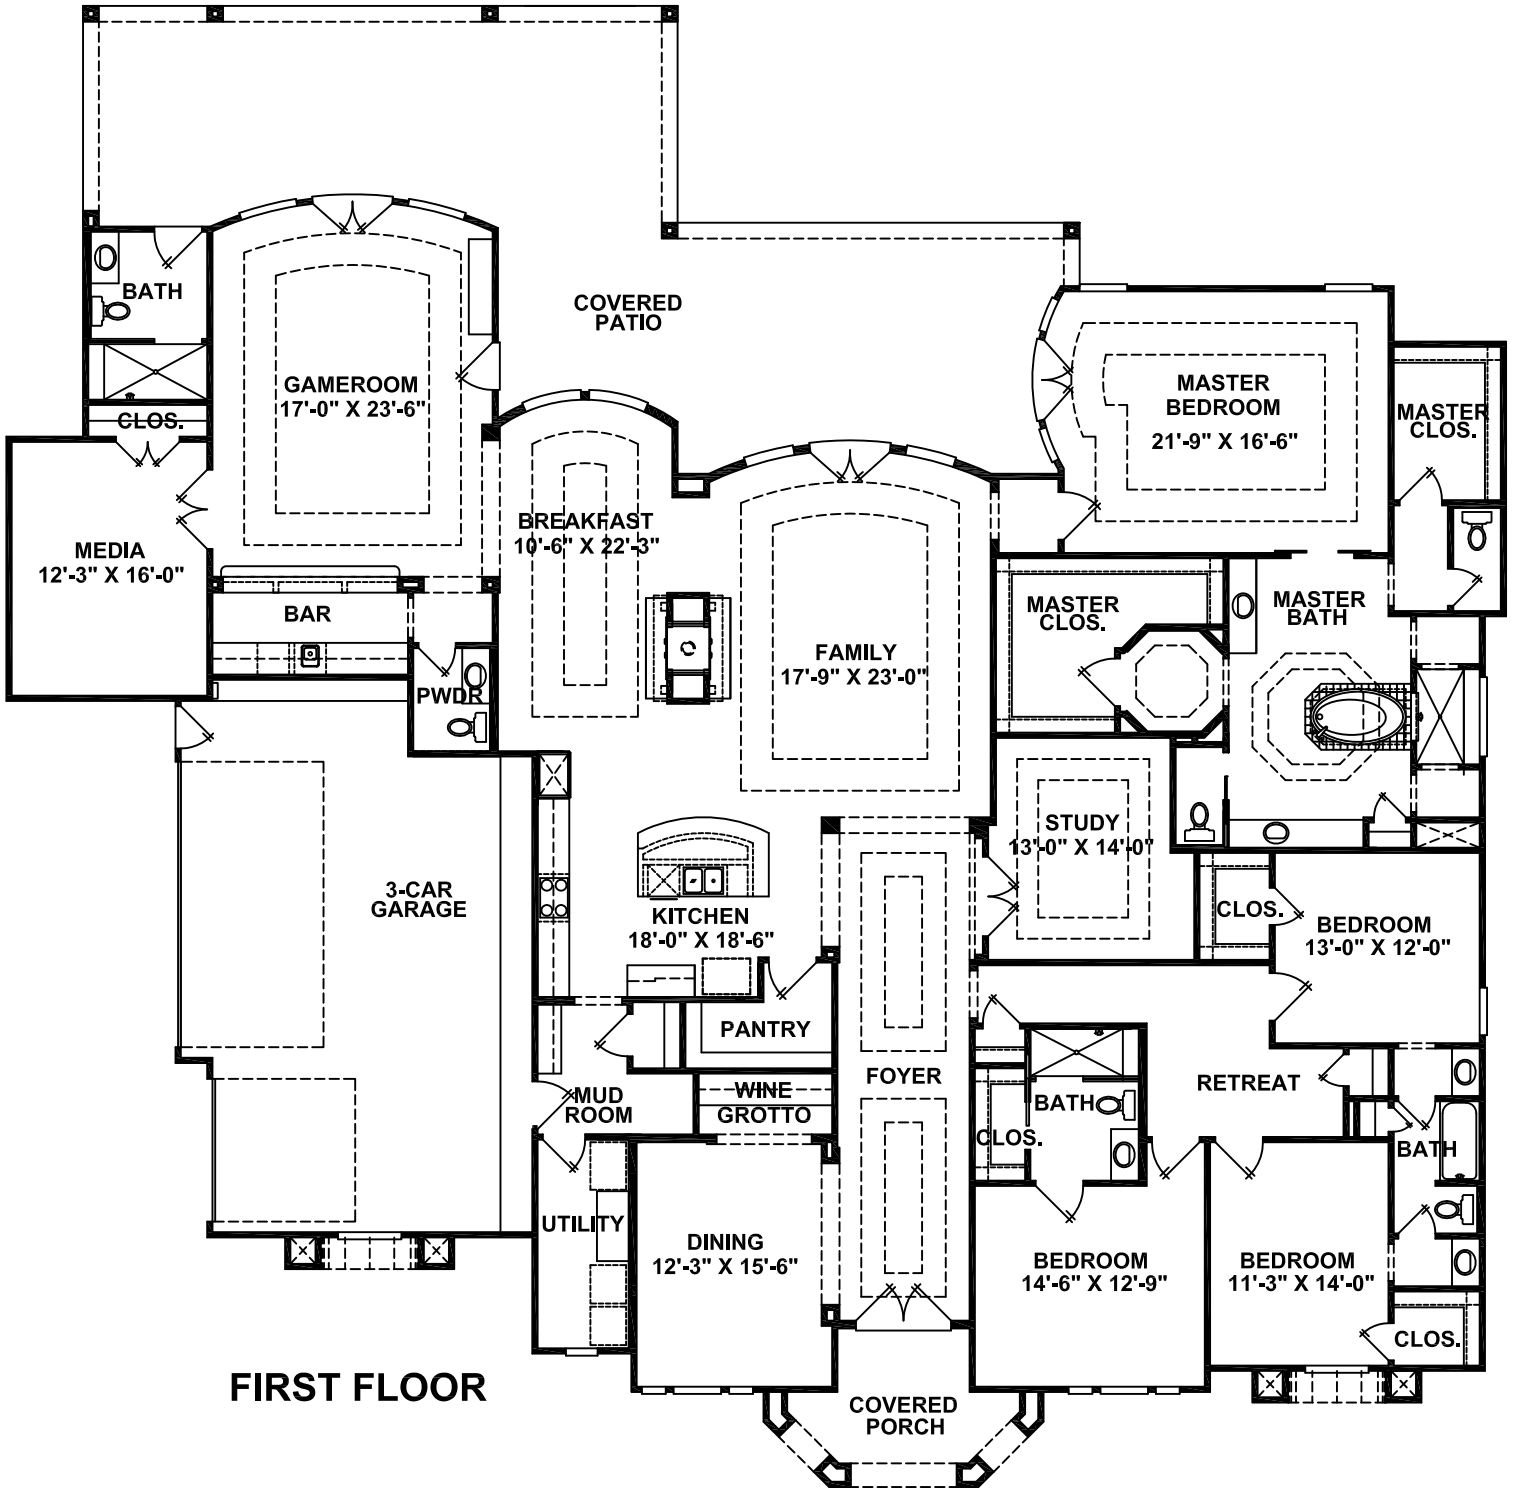 BATH
COVERED
PATIO
GAMEROOM
17'-0" X 23'-6"
MASTER
BEDROOM
21'-9" X 16'-6"
MASTER
CLOS.
CLOS.
BREAKFAST
10'-6" X 22'-3"
MEDIA
12'-3" X 16'-0"
BAR
MASTER
CLOS.
MASTER
BATH
FAMILY
17'-9" X 23'-0"
PWDR
STUDY
13'-0" X 14'-0"
3-CAR
GARAGE
KITCHEN
18'-0" X 18'-6"
CLOS.
BEDROOM
13'-0" X 12'-0"
PANTRY
FOYER
RETREAT
MUD
ROOM
WINE
GROTTO
BATH
CLOS.
BATH
UTILITY
DINING
12'-3" X 15'-6"
BEDROOM
14'-6" X 12'-9"
BEDROOM
11'-3" X 14'-0"
CLOS.
FIRST FLOOR
COVERED
PORCH